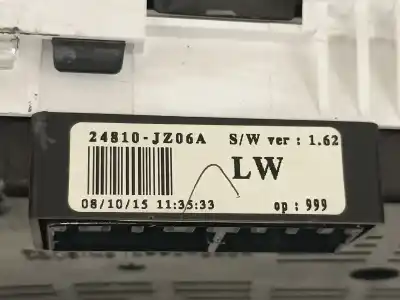 24810-JZ06A S/W ver : 1.62
LW
08/10/15 11:35:33 op : 999